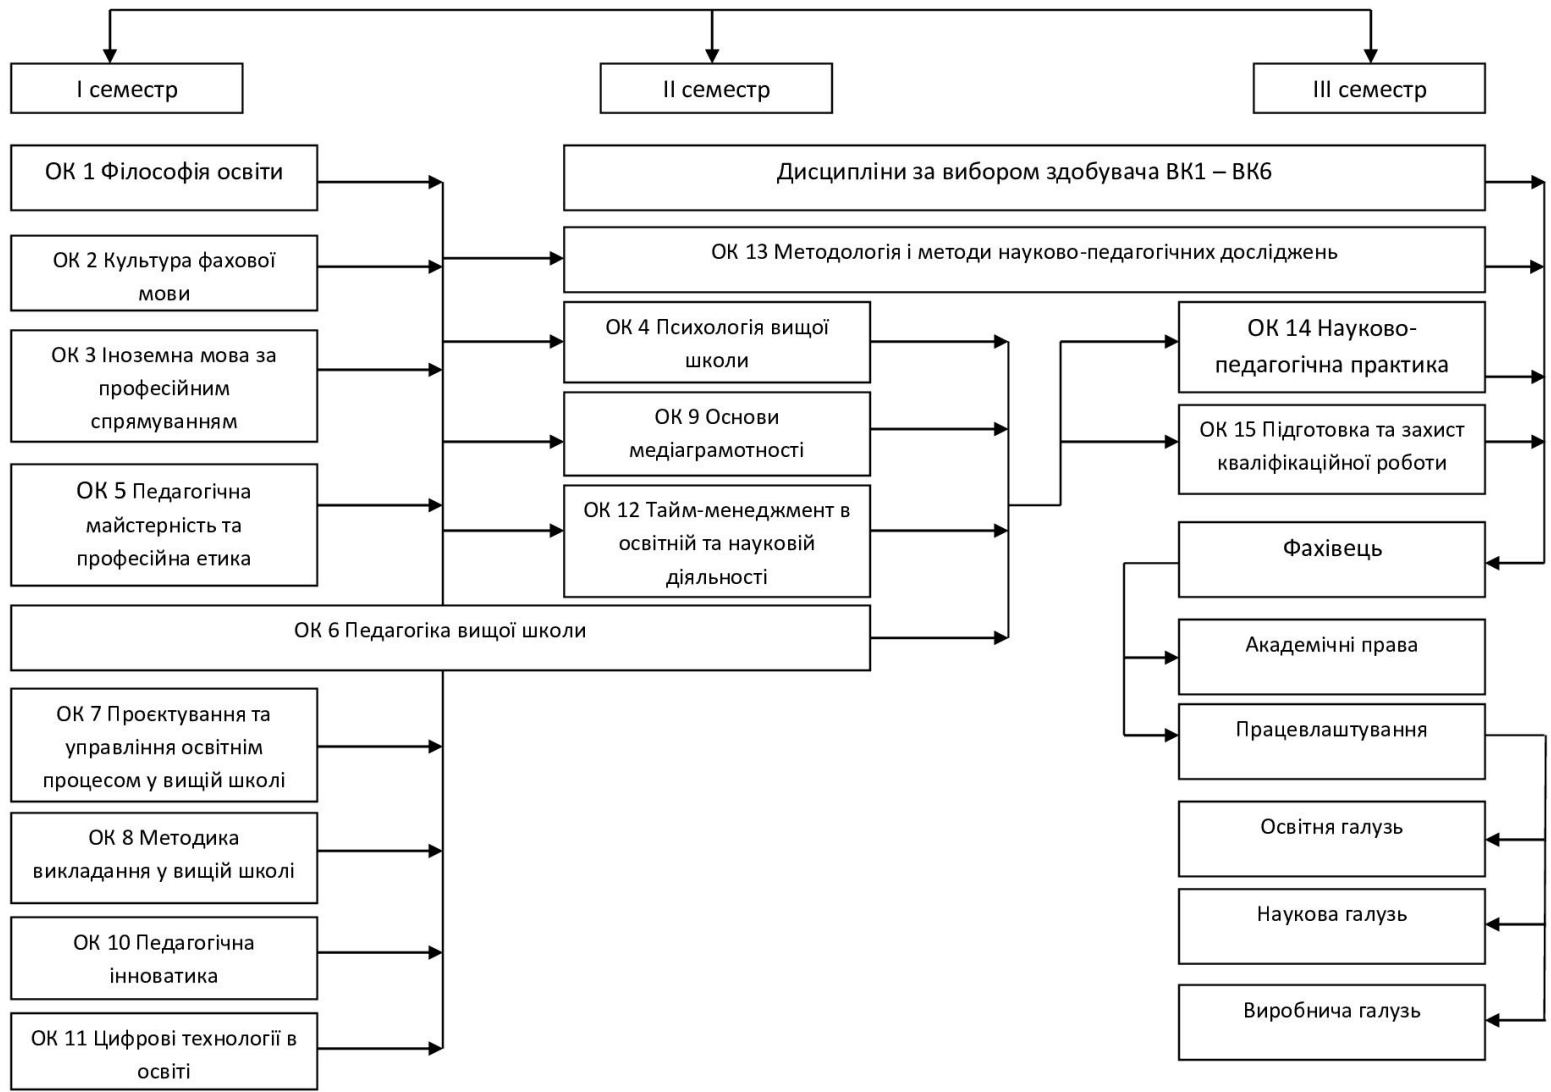 І семестр
ІІ семестр
ІІІ семестр
ОК 1 Філософія освіти
ОК 2 Культура фахової
мови
ОК 3 Іноземна мова за
професійним
спрямуванням
ОК 5 Педагогічна
майстерність та
професійна етика
ОК 6 Педагогіка вищої школи
ОК 7 Проєктування та
управління освітнім
процесом у вищій школі
ОК 8 Методика
викладання у вищій школі
ОК 10 Педагогічна
інноватика
ОК 11 Цифрові технології в
освіті
Дисципліни за вибором здобувача ВК1 – ВК6
ОК 13 Методологія і методи науково-педагогічних досліджень
ОК 4 Психологія вищої
школи
ОК 9 Основи
медіаграмотності
ОК 12 Тайм-менеджмент в
освітній та науковій
діяльності
ОК 14 Науково-
педагогічна практика
ОК 15 Підготовка та захист
кваліфікаційної роботи
Фахівець
Академічні права
Працевлаштування
Освітня галузь
Наукова галузь
Виробнича галузь